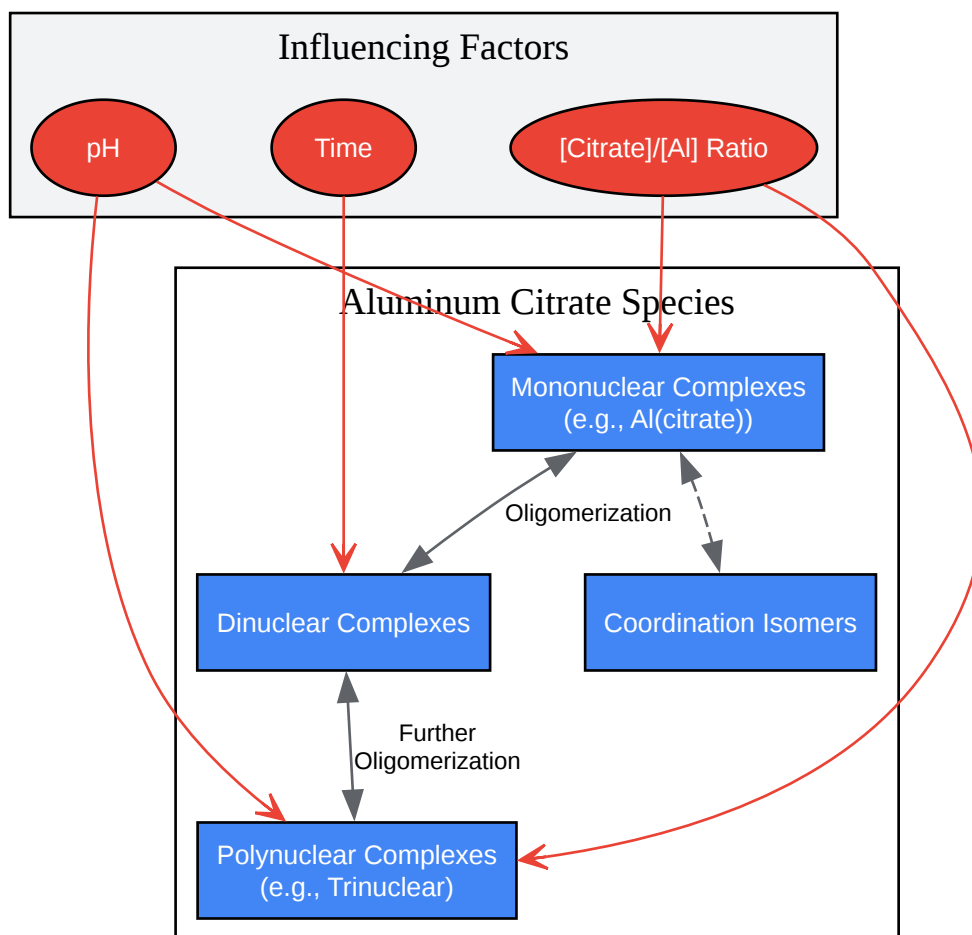 Influencing Factors
pH
Time
[Citrate]/[Al] Ratio
Aluminum Citrate Species
Mononuclear Complexes
(e.g., Al(citrate))
Oligomerization
Dinuclear Complexes
Coordination Isomers
Further
Oligomerization
Polynuclear Complexes
(e.g., Trinuclear)